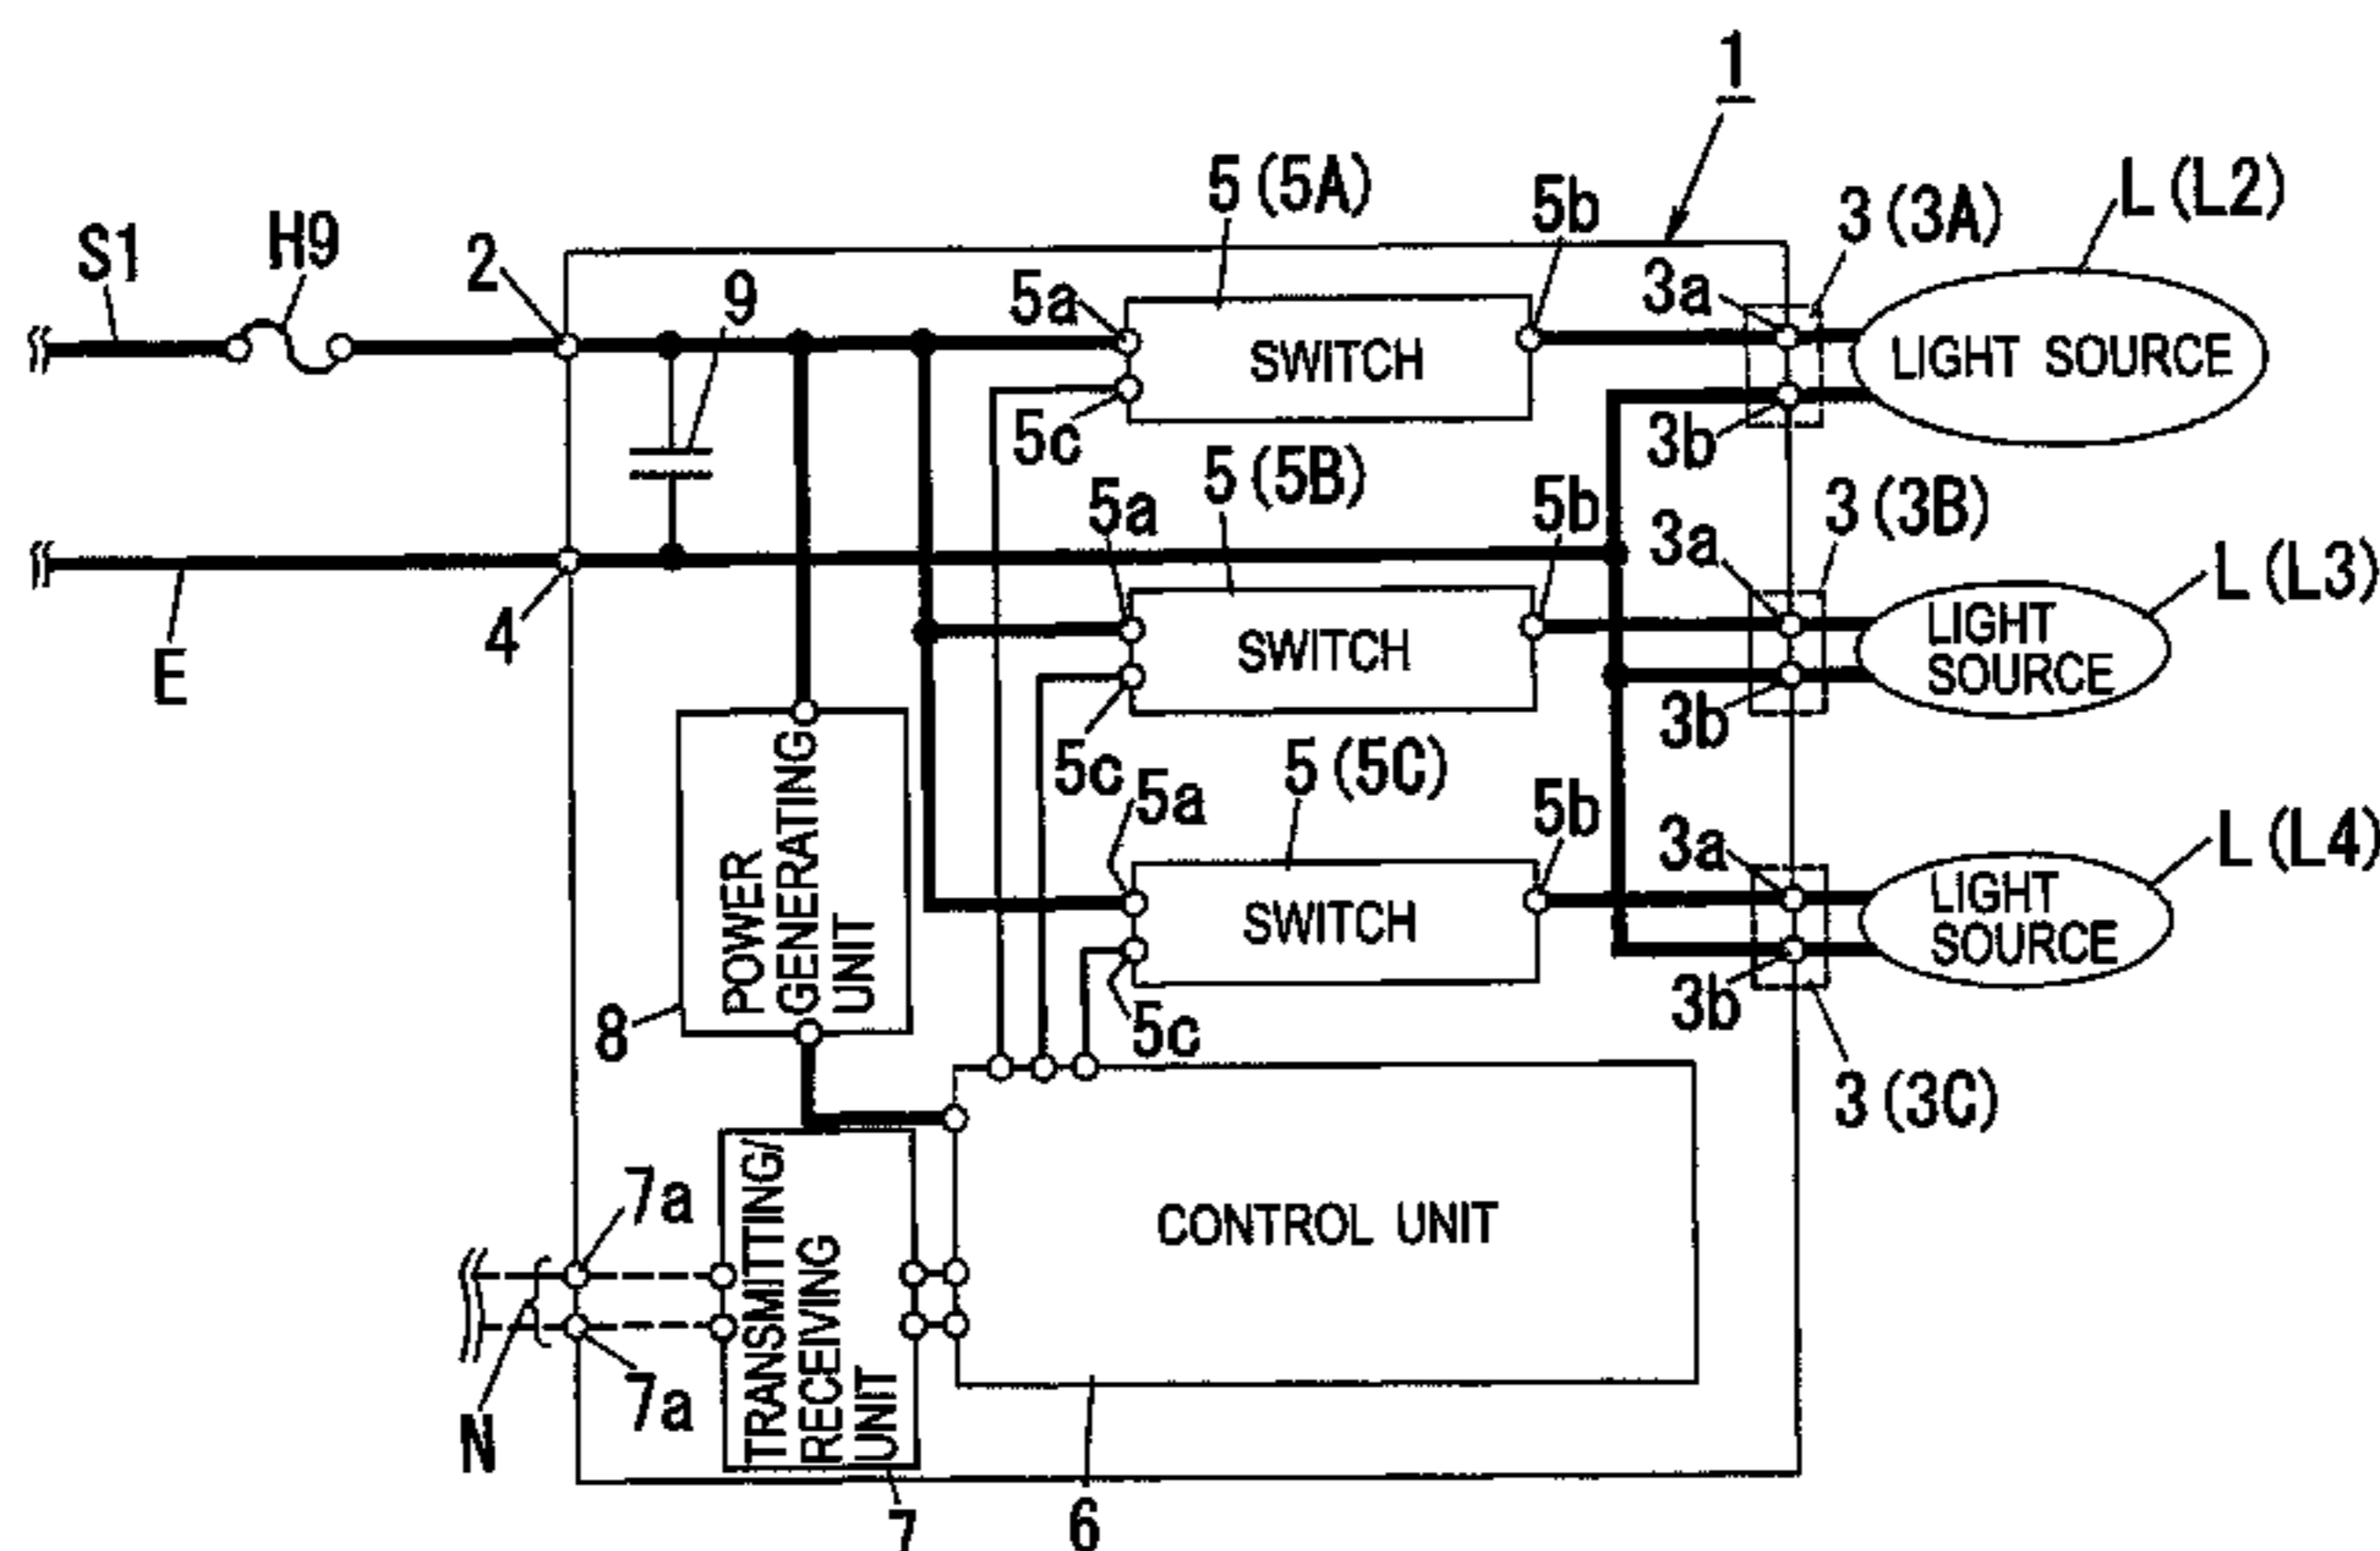 1
5 (5A)
5b
3 (3A)
L (L2)
S1
H9
2
9
5a
3a
SWITCH
LIGHT SOURCE
5c
3b
5 (5B)
5a
5b
3a
3 (3B)
L (L3)
E
4
SWITCH
LIGHT
SOURCE
5c
3b
5 (5C)
5a
5b
3a
L (L4)
POWER
GENERATING
UNIT
SWITCH
LIGHT
SOURCE
8
5c
3b
3 (3C)
7a
TRANSMITTING/
RECEIVING
UNIT
CONTROL UNIT
7a
N
7
6